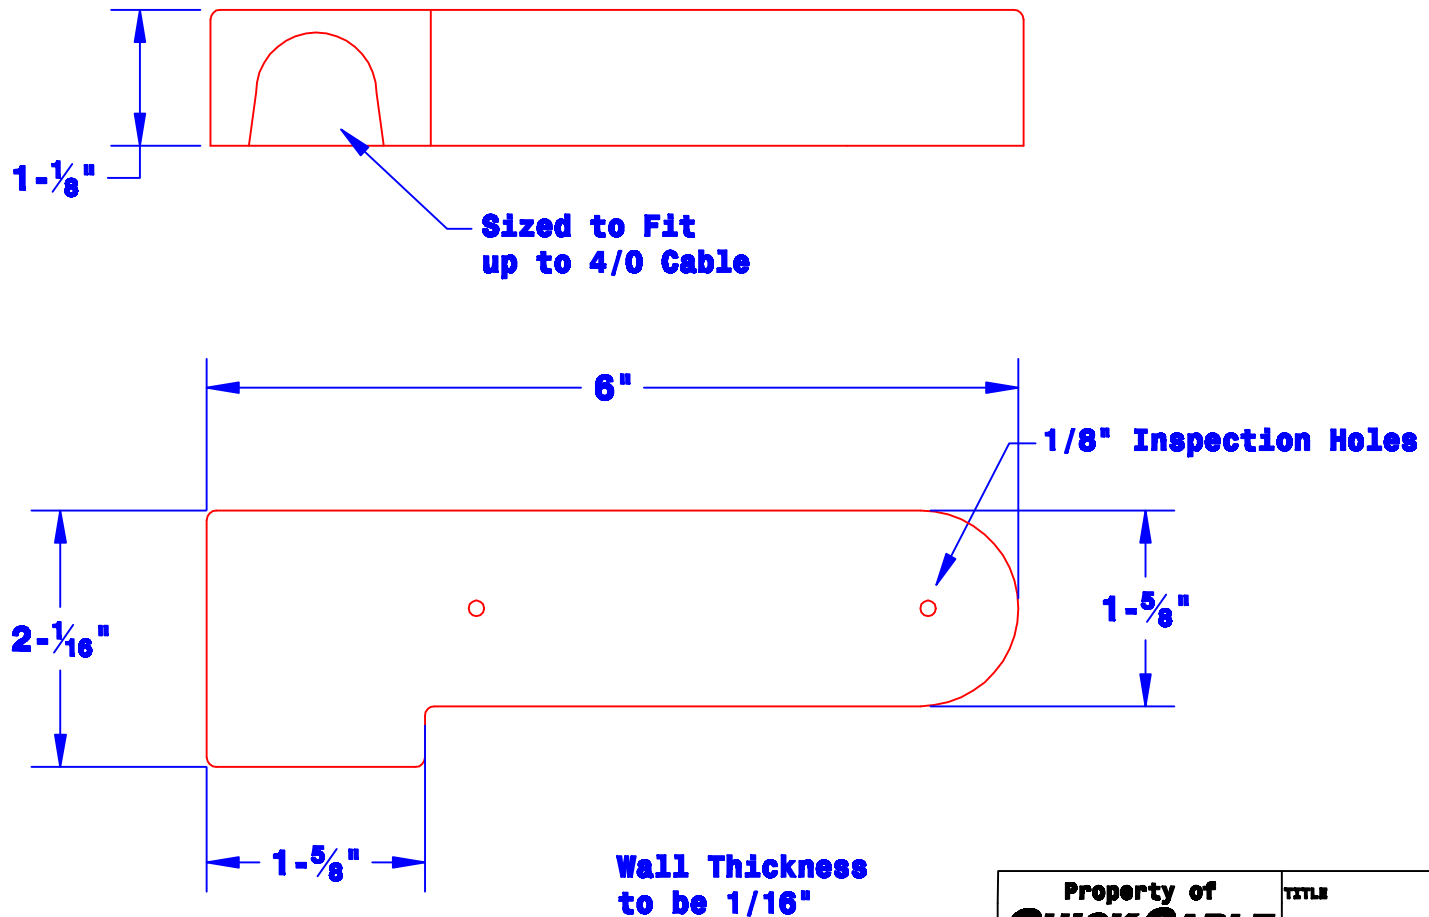 1-⅛"
Sized to Fit
up to 4/0 Cable
6"
1/8" Inspection Holes
2-1/16"
1-⅝"
1-⅝"
Wall Thickness
to be 1/16"
Property of
TITLE
QUICKCABLE